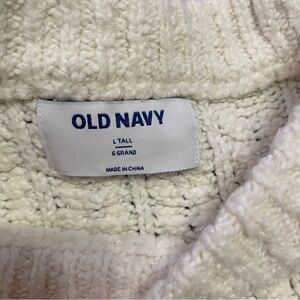 OLD NAVY
L TALL
G GRAND
MADE IN CHINA